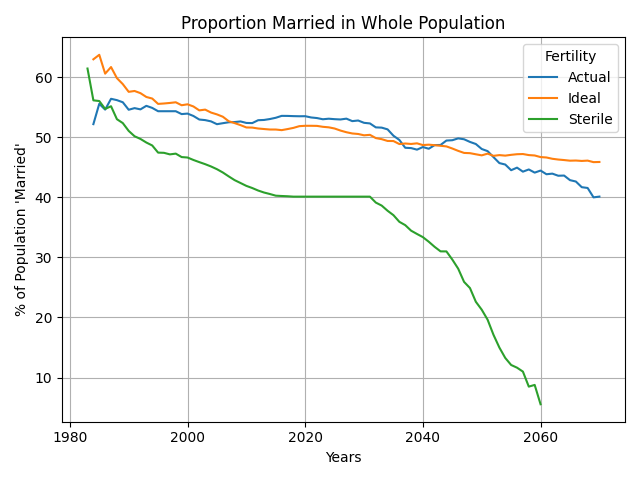 Proportion Married in Whole Population
% of Population 'Married'
60
50
40
30
20
10
Fertility
Actual
Ideal
Sterile
1980
2000
2020
2040
2060
Years